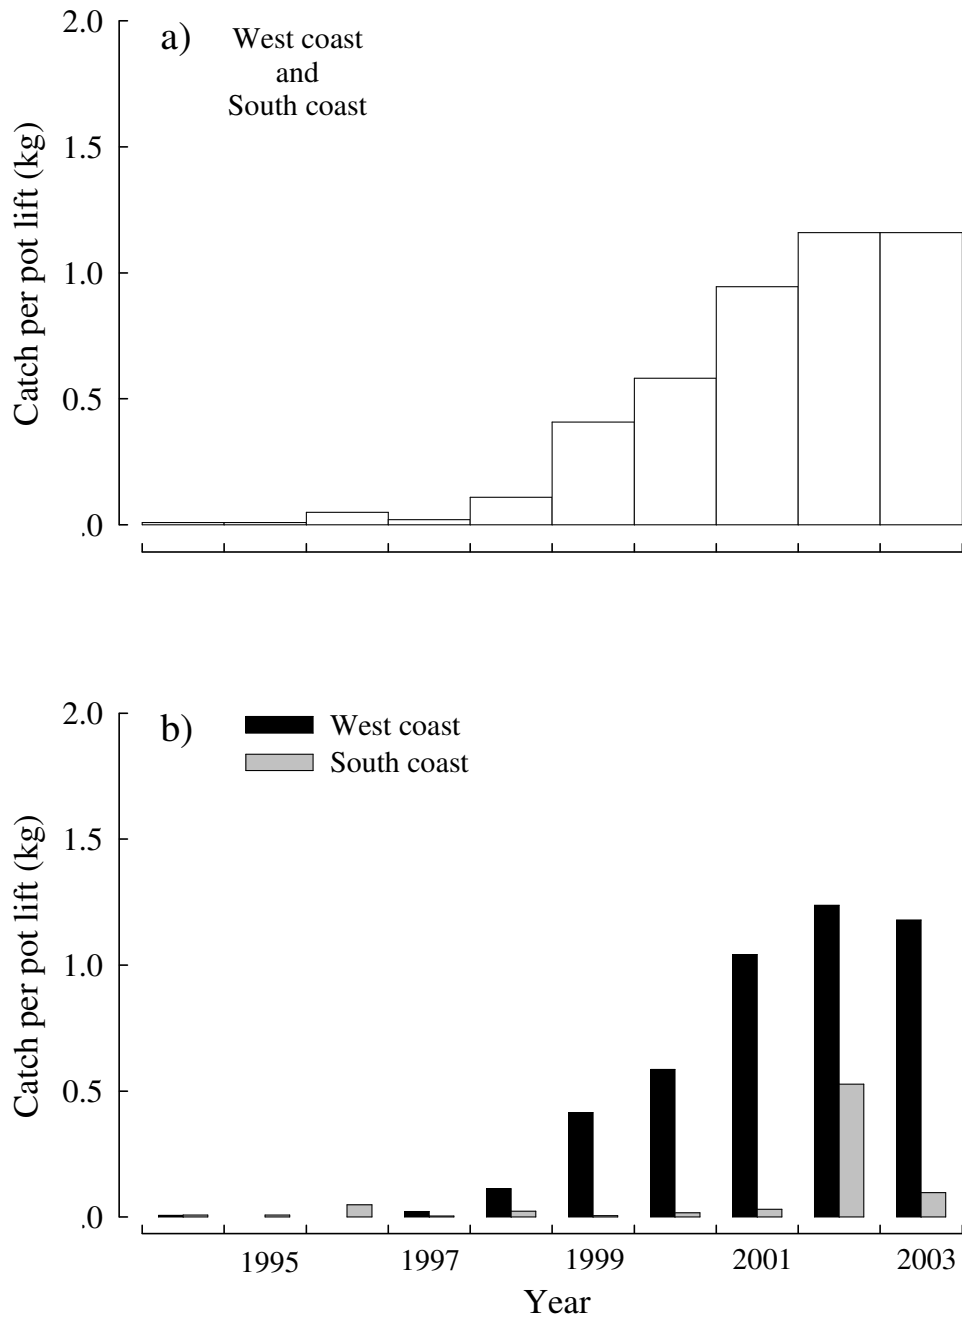 a)
West coast
and
South coast
2.0
1.5
1.0
0.5
.0
Catch per pot lift (kg)
b)
West coast
South coast
2.0
1.5
1.0
0.5
.0
Catch per pot lift (kg)
1995 1997 1999 2001 2003
Year